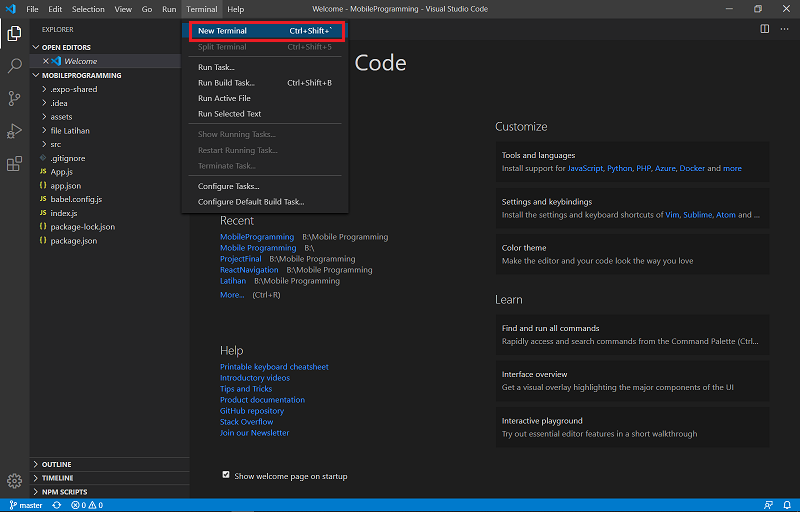 File Edit Selection View Go Run Terminal Help
Welcome - MobileProgramming - Visual Studio Code
EXPLORER
OPEN EDITORS
Welcome
MOBILEPROGRAMMING
.expo-shared
.idea
assets
file Latihan
src
.gitignore
App.js
app.json
babel.config.js
index.js
package-lock.json
package.json
OUTLINE
TIMELINE
NPM SCRIPTS
New Terminal Ctrl+Shift+`
Split Terminal Ctrl+Shift+5
Run Task...
Run Build Task... Ctrl+Shift+B
Run Active File
Run Selected Text
Show Running Tasks...
Restart Running Task...
Terminate Task...
Configure Tasks...
Configure Default Build Task...
Code
Recent
MobileProgramming B:\Mobile Programming
Mobile Programming B:\
ProjectFinal B:\Mobile Programming
ReactNavigation B:\Mobile Programming
Latihan B:\Mobile Programming
More... (Ctrl+R)
Help
Printable keyboard cheatsheet
Introductory videos
Tips and Tricks
Product documentation
GitHub repository
Stack Overflow
Join our Newsletter
Show welcome page on startup
Customize
Tools and languages
Install support for JavaScript, Python, PHP, Azure, Docker and more
Settings and keybindings
Install the settings and keyboard shortcuts of Vim, Sublime, Atom and ...
Color theme
Make the editor and your code look the way you love
Learn
Find and run all commands
Rapidly access and search commands from the Command Palette (Ctrl...
Interface overview
Get a visual overlay highlighting the major components of the UI
Interactive playground
Try out essential editor features in a short walkthrough
master 0 0